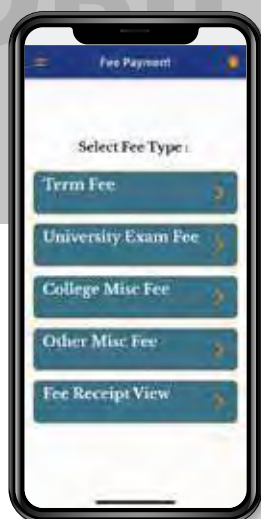 Fee Payment
Select Fee Type :
Term Fee
University Exam Fee
College Misc Fee
Other Misc Fee
Fee Receipt View